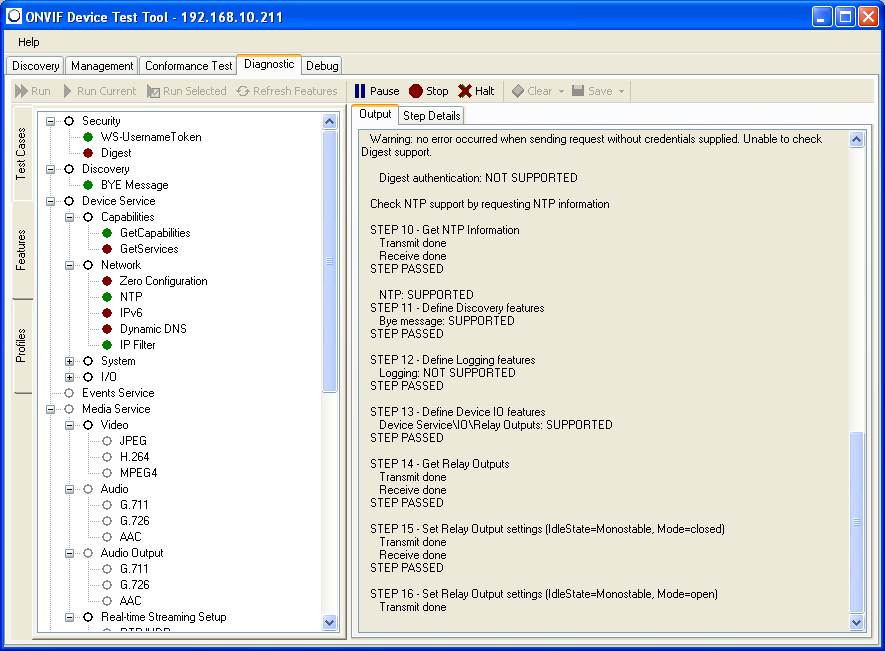 ONVIF Device Test Tool - 192.168.10.211
Help
Discovery Management Conformance Test Diagnostic Debug
Run Run Current Run Selected Refresh Features Pause Stop Halt Clear Save
Test Cases
Features
Profiles
Security
WS-UsernameToken
Digest
Discovery
BYE Message
Device Service
Capabilities
GetCapabilities
GetServices
Network
Zero Configuration
NTP
IPv6
Dynamic DNS
IP Filter
System
I/O
Events Service
Media Service
Video
JPEG
H.264
MPEG4
Audio
G.711
G.726
AAC
Audio Output
G.711
G.726
AAC
Real-time Streaming Setup
Output Step Details
Warning: no error occurred when sending request without credentials supplied. Unable to check
Digest support.
Digest authentication: NOT SUPPORTED
Check NTP support by requesting NTP information
STEP 10 - Get NTP Information
Transmit done
Receive done
STEP PASSED
NTP: SUPPORTED
STEP 11 - Define Discovery features
Bye message: SUPPORTED
STEP PASSED
STEP 12 - Define Logging features
Logging: NOT SUPPORTED
STEP PASSED
STEP 13 - Define Device IO features
Device Service\IO\Relay Outputs: SUPPORTED
STEP PASSED
STEP 14 - Get Relay Outputs
Transmit done
Receive done
STEP PASSED
STEP 15 - Set Relay Output settings (IdleState=Monostable, Mode=closed)
Transmit done
Receive done
STEP PASSED
STEP 16 - Set Relay Output settings (IdleState=Monostable, Mode=open)
Transmit done